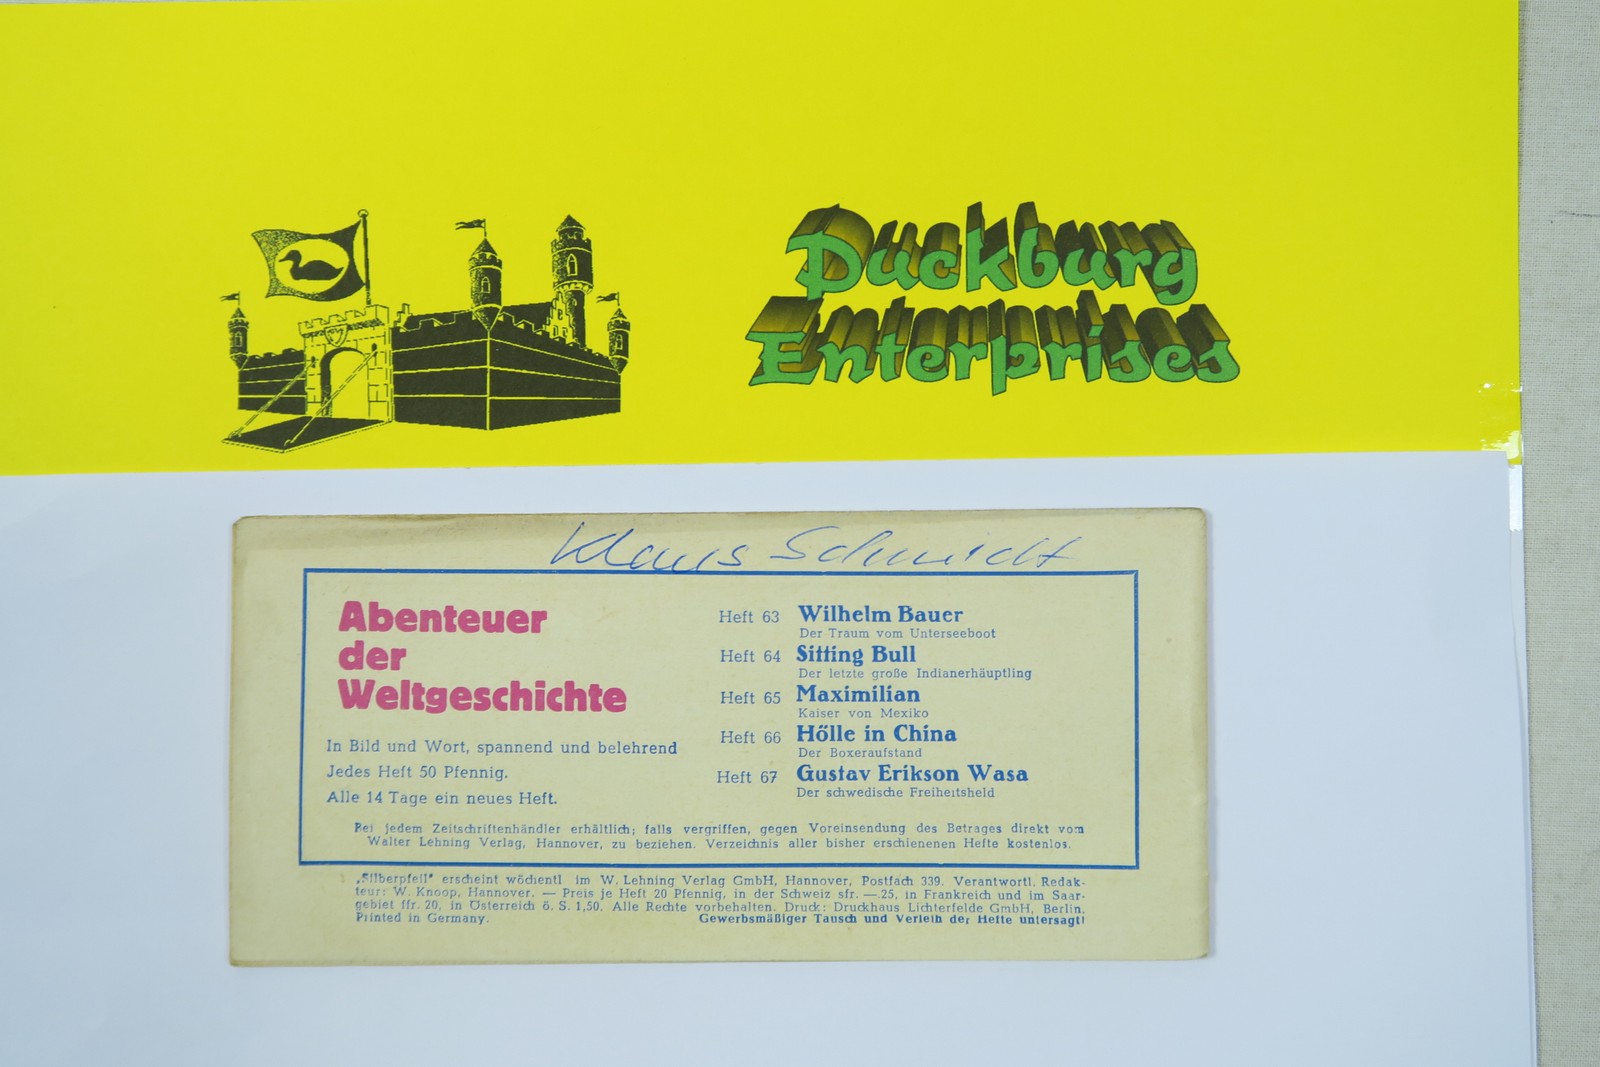 Duckburg
Enterprises
Klaus Schmidt
Abenteuer
der
Weltgeschichte
In Bild und Wort, spannend und belehrend
Jedes Heft 50 Pfennig.
Alle 14 Tage ein neues Heft.
Heft 63 Wilhelm Bauer
Der Traum vom Unterseeboot
Heft 64 Sitting Bull
Der letzte große Indianerhäuptling
Heft 65 Maximilian
Kaiser von Mexiko
Heft 66 Hölle in China
Der Boxeraufstand
Heft 67 Gustav Erikson Wasa
Der schwedische Freiheitsheld
Bei jedem Zeitschriftenhändler erhältlich; falls vergriffen, gegen Voreinsendung des Betrages direkt vom
Walter Lehning Verlag, Hannover, zu beziehen. Verzeichnis aller bisher erschienenen Hefte kostenlos.
„Silberpfeil" erscheint wöchentl im W. Lehning Verlag GmbH, Hannover, Postfach 339. Verantwortl. Redak-
teur: W. Knoop, Hannover. — Preis je Heft 20 Pfennig, in der Schweiz sfr. —.25, in Frankreich und im Saar-
gebiet ffr. 20, in Österreich ö. S. 1,50. Alle Rechte vorbehalten. Druck: Druckhaus Lichterfelde GmbH, Berlin.
Printed in Germany. Gewerbsmäßiger Tausch und Verleih der Hefte untersagt!